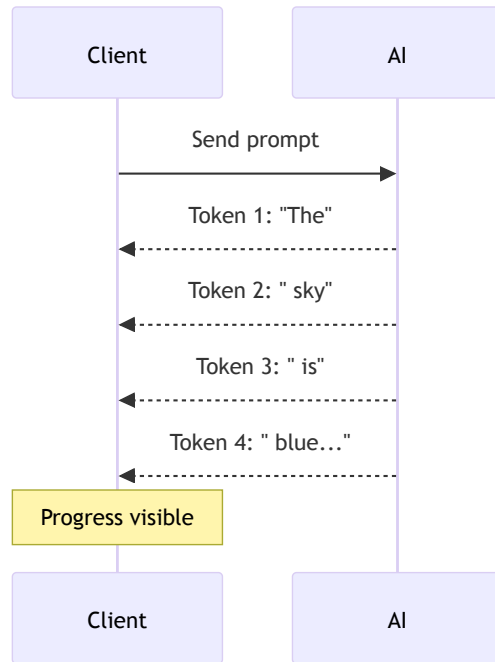 Client
AI
Send prompt
Token 1: "The"
Token 2: " sky"
Token 3: " is"
Token 4: " blue..."
Progress visible
Client
AI